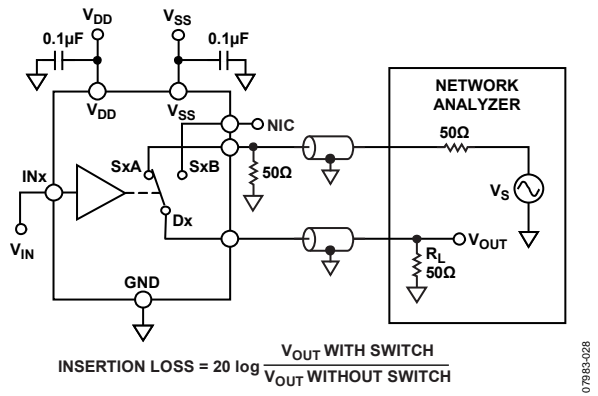 VDD
VSS
0.1µF
0.1µF
VDD
VSS
NIC
NETWORK
ANALYZER
50Ω
SxA
SxB
50Ω
INx
VS
Dx
VOUT
VIN
RL
50Ω
GND
INSERTION LOSS = 20 log VOUT WITH SWITCH
VOUT WITHOUT SWITCH
07983-028